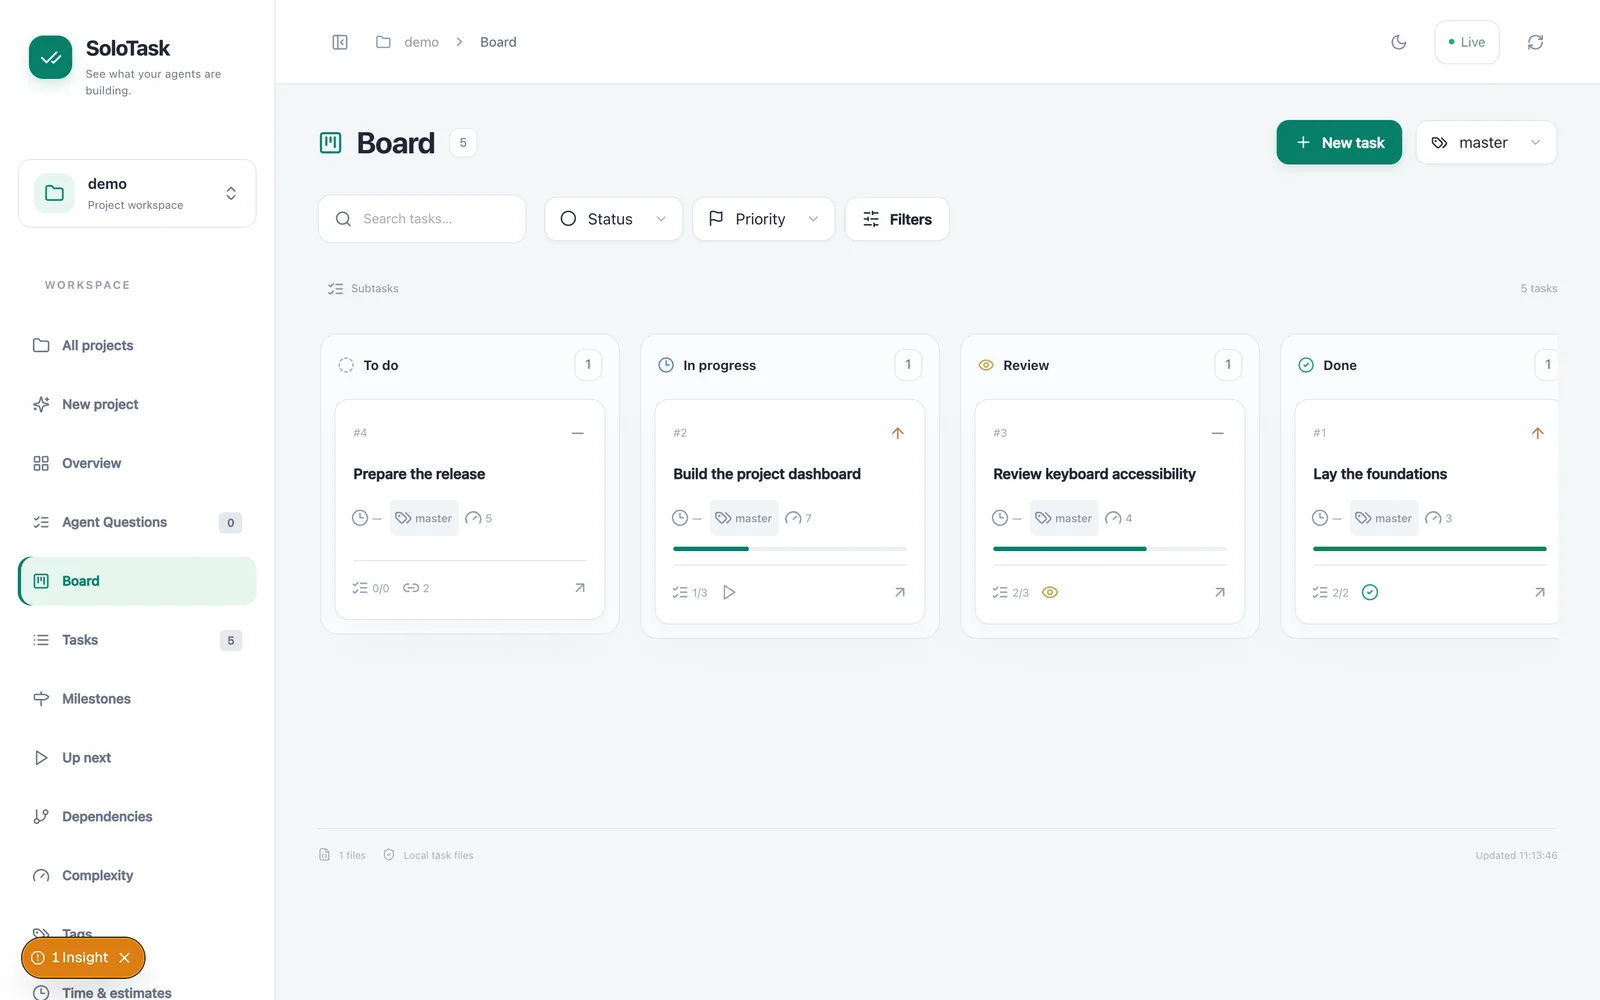 SoloTask
See what your agents are
building.
demo
Project workspace
WORKSPACE
All projects
New project
Overview
Agent Questions 0
Board
Tasks 5
Milestones
Up next
Dependencies
Complexity
Tags
1 Insight
Time & estimates
demo > Board
Live
Board 5
New task
master
Search tasks...
Status
Priority
Filters
Subtasks
5 tasks
To do 1
#4
Prepare the release
— master 5
0/0 2
In progress 1
#2
Build the project dashboard
— master 7
1/3
Review 1
#3
Review keyboard accessibility
— master 4
2/3
Done 1
#1
Lay the foundations
— master 3
2/2
1 files
Local task files
Updated 11:13:46